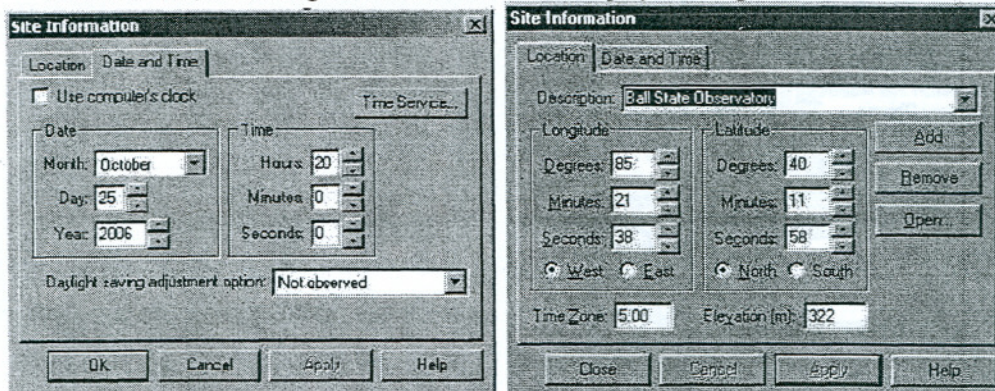 Site Information
Location Date and Time
Use computer's clock
Time Service...
Date
Month: October
Day: 25
Year: 2006
Time
Hours: 20
Minutes: 0
Seconds: 0
Daylight saving adjustment option: Not observed
OK Cancel Apply Help
Site Information
Location Date and Time
Description: Ball State Observatory
Longitude
Degrees: 85
Minutes: 21
Seconds: 38
West East
Latitude
Degrees: 40
Minutes: 11
Seconds: 58
North South
Add
Remove
Open...
Time Zone: 5.00 Elevation (m): 322
Close Cancel Apply Help